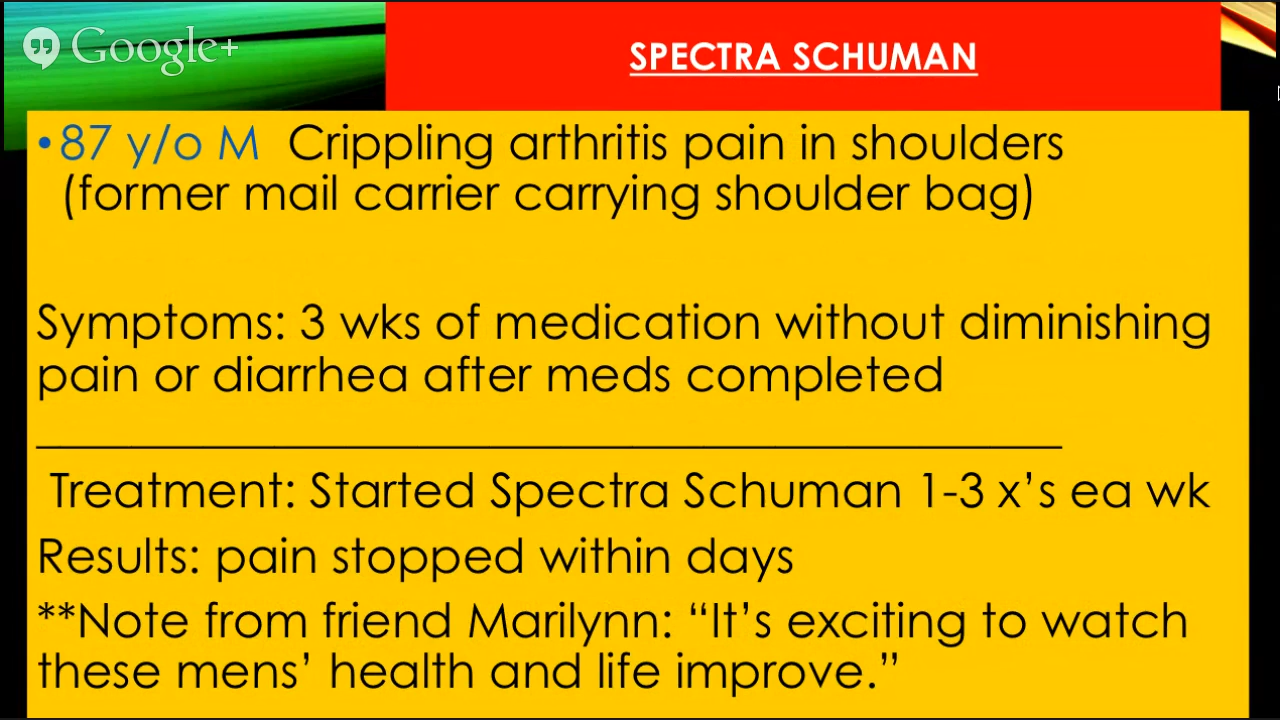 Google+
SPECTRA SCHUMAN
•87 y/o M Crippling arthritis pain in shoulders
(former mail carrier carrying shoulder bag)
Symptoms: 3 wks of medication without diminishing
pain or diarrhea after meds completed
Treatment: Started Spectra Schuman 1-3 x’s ea wk
Results: pain stopped within days
**Note from friend Marilynn: “It’s exciting to watch
these mens’ health and life improve.”